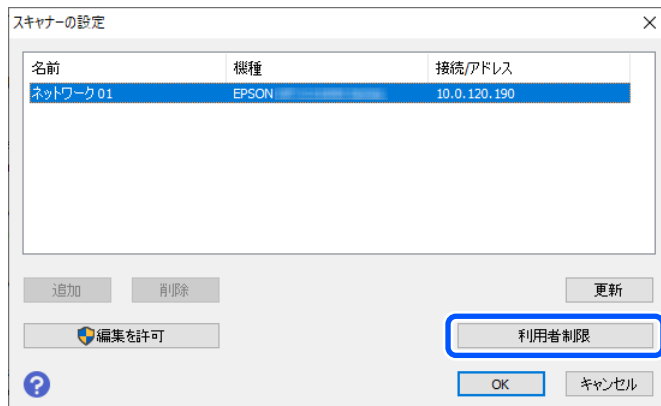 スキャナーの設定
名前 機種 接続/アドレス
ネットワーク 01 EPSON 10.0.120.190
追加 削除 更新
編集を許可 利用者制限
? OK キャンセル